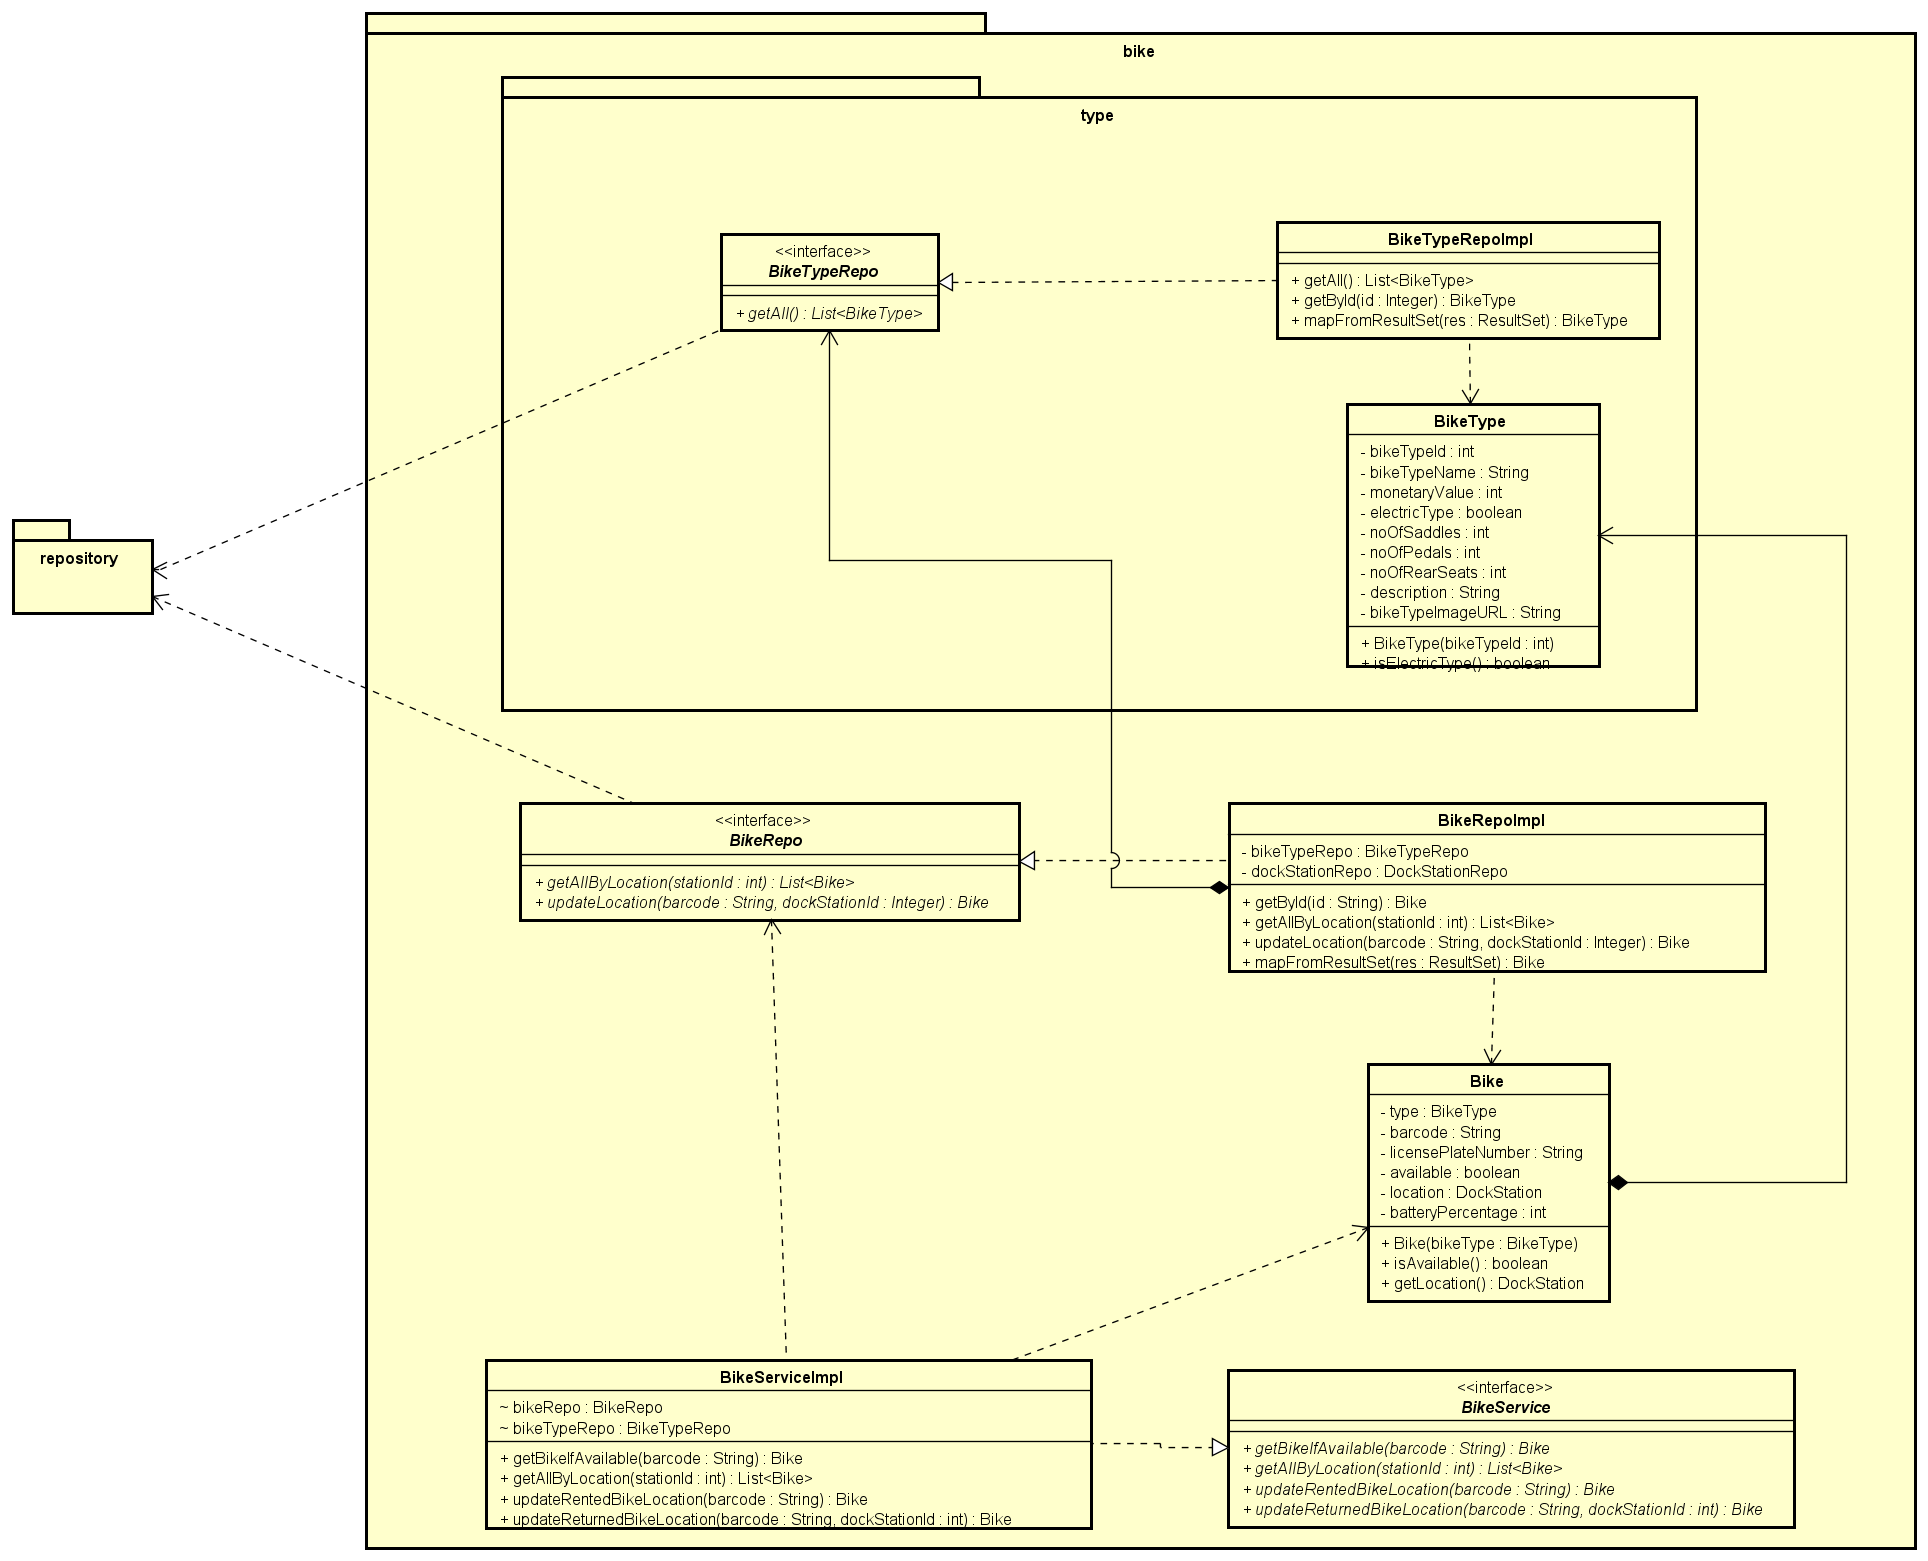 bike
type
<<interface>>
BikeTypeRepo
+ getAll() : List<BikeType>
BikeTypeRepoImpl
+ getAll() : List<BikeType>
+ getById(id : Integer) : BikeType
+ mapFromResultSet(res : ResultSet) : BikeType
BikeType
- bikeTypeId : int
- bikeTypeName : String
- monetaryValue : int
- electricType : boolean
- noOfSaddles : int
- noOfPedals : int
- noOfRearSeats : int
- description : String
- bikeTypeImageURL : String
+ BikeType(bikeTypeId : int)
+ isElectricType() : boolean
repository
<<interface>>
BikeRepo
+ getAllByLocation(stationId : int) : List<Bike>
+ updateLocation(barcode : String, dockStationId : Integer) : Bike
BikeRepoImpl
- bikeTypeRepo : BikeTypeRepo
- dockStationRepo : DockStationRepo
+ getById(id : String) : Bike
+ getAllByLocation(stationId : int) : List<Bike>
+ updateLocation(barcode : String, dockStationId : Integer) : Bike
+ mapFromResultSet(res : ResultSet) : Bike
Bike
- type : BikeType
- barcode : String
- licensePlateNumber : String
- available : boolean
- location : DockStation
- batteryPercentage : int
+ Bike(bikeType : BikeType)
+ isAvailable() : boolean
+ getLocation() : DockStation
BikeServiceImpl
~ bikeRepo : BikeRepo
~ bikeTypeRepo : BikeTypeRepo
+ getBikeIfAvailable(barcode : String) : Bike
+ getAllByLocation(stationId : int) : List<Bike>
+ updateRentedBikeLocation(barcode : String) : Bike
+ updateReturnedBikeLocation(barcode : String, dockStationId : int) : Bike
<<interface>>
BikeService
+ getBikeIfAvailable(barcode : String) : Bike
+ getAllByLocation(stationId : int) : List<Bike>
+ updateRentedBikeLocation(barcode : String) : Bike
+ updateReturnedBikeLocation(barcode : String, dockStationId : int) : Bike